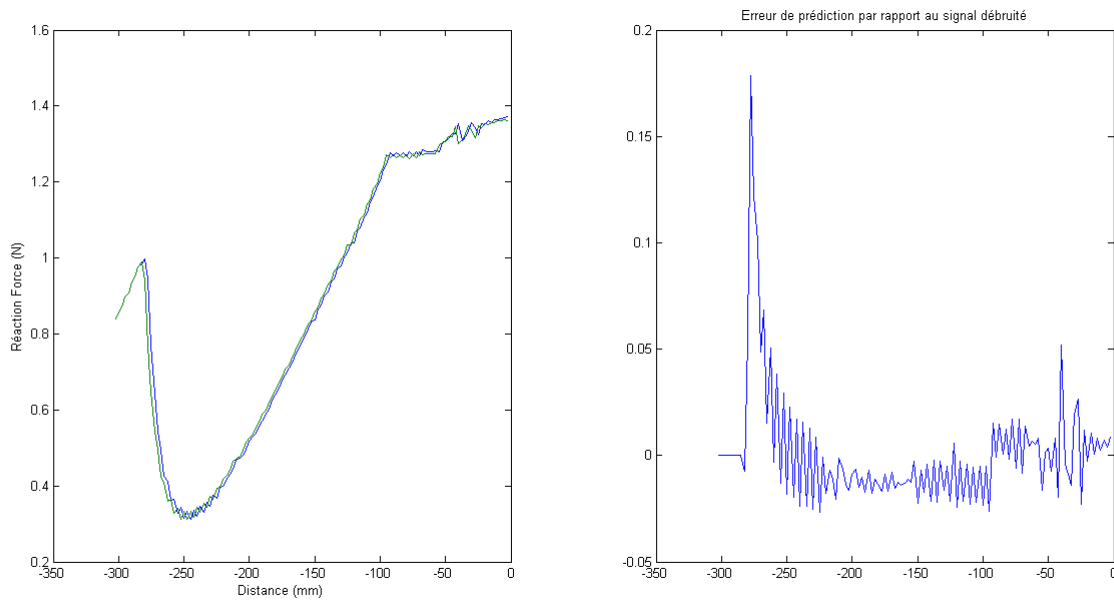 1.6
1.4
1.2
1
0.8
0.6
0.4
0.2
Réaction Force (N)
-350 -300 -250 -200 -150 -100 -50 0
Distance (mm)
Erreur de prédiction par rapport au signal débruité
0.2
0.15
0.1
0.05
0
-0.05
-350 -300 -250 -200 -150 -100 -50 0